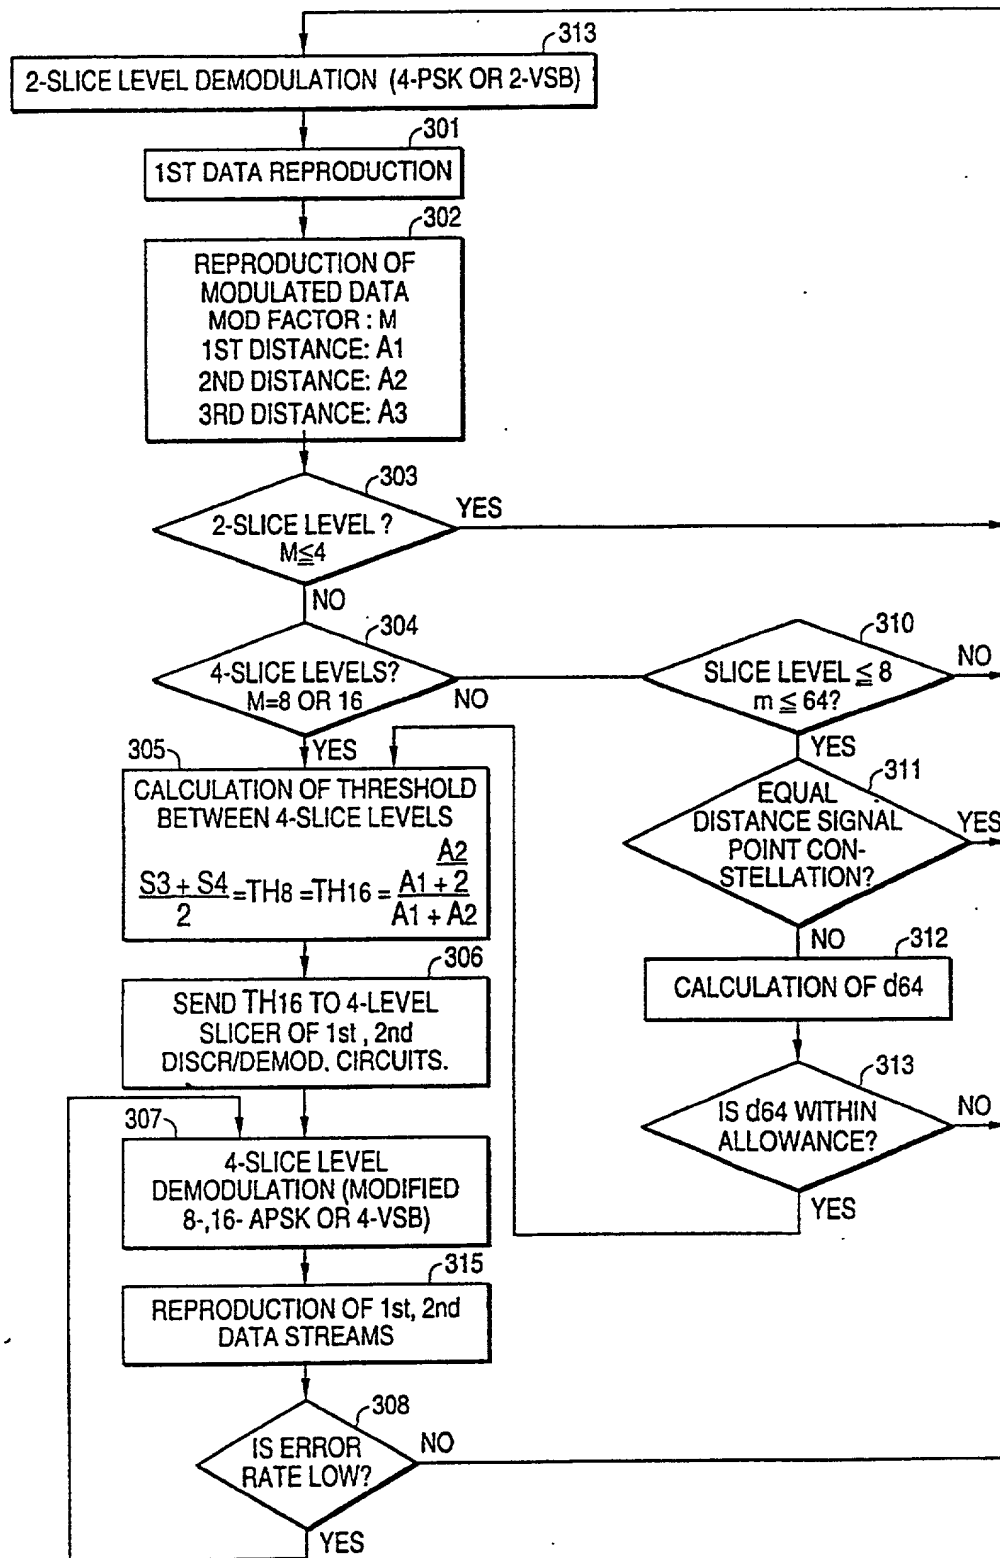 313
2-SLICE LEVEL DEMODULATION (4-PSK OR 2-VSB)
301
1ST DATA REPRODUCTION
302
REPRODUCTION OF
MODULATED DATA
MOD FACTOR : M
1ST DISTANCE: A1
2ND DISTANCE: A2
3RD DISTANCE: A3
303
2-SLICE LEVEL ?
M≦4
YES
NO
304
4-SLICE LEVELS?
M=8 OR 16
NO
YES
310
SLICE LEVEL ≦ 8
m ≦ 64?
NO
YES
305
CALCULATION OF THRESHOLD
BETWEEN 4-SLICE LEVELS
S3 + S4 / 2 =TH8 =TH16 = A1 + A2 / 2 / A1 + A2
311
EQUAL
DISTANCE SIGNAL
POINT CON-
STELLATION?
YES
NO
306
SEND TH16 TO 4-LEVEL
SLICER OF 1st , 2nd
DISCR/DEMOD. CIRCUITS.
312
CALCULATION OF d64
313
IS d64 WITHIN
ALLOWANCE?
NO
YES
307
4-SLICE LEVEL
DEMODULATION (MODIFIED
8-,16- APSK OR 4-VSB)
315
REPRODUCTION OF 1st, 2nd
DATA STREAMS
308
IS ERROR
RATE LOW?
NO
YES